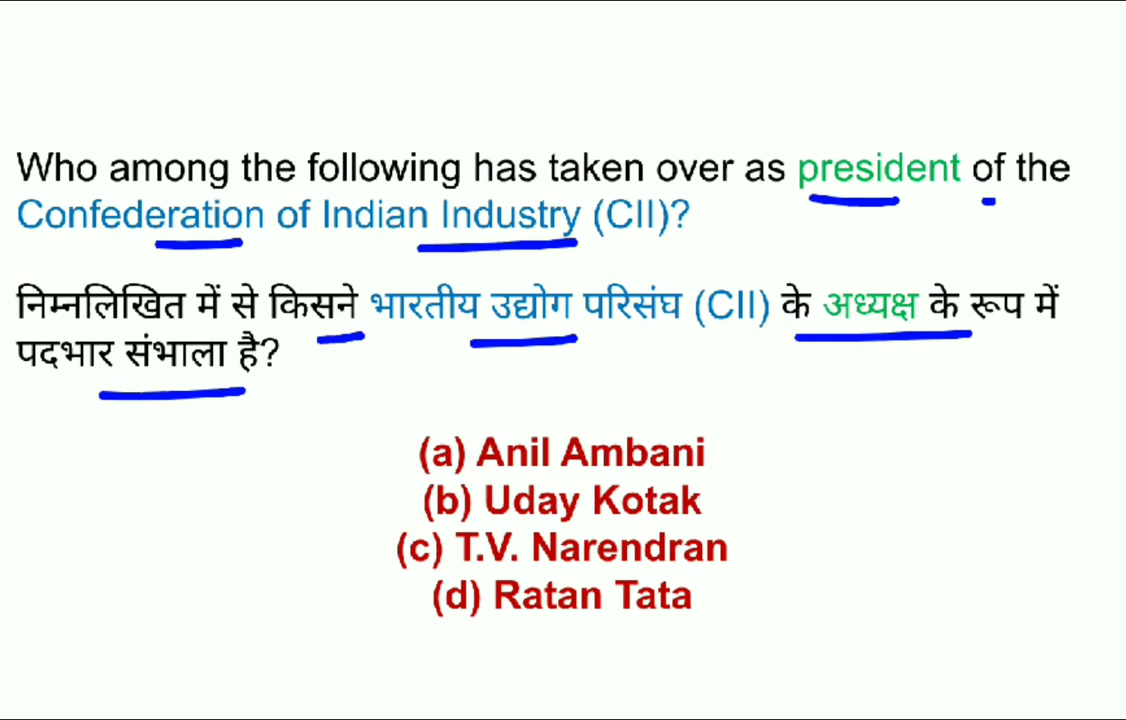 Who among the following has taken over as president of the
Confederation of Indian Industry (CII)?
निम्नलिखित में से किसने भारतीय उद्योग परिसंघ (CII) के अध्यक्ष के रूप में
पदभार संभाला है?
(a) Anil Ambani
(b) Uday Kotak
(c) T.V. Narendran
(d) Ratan Tata